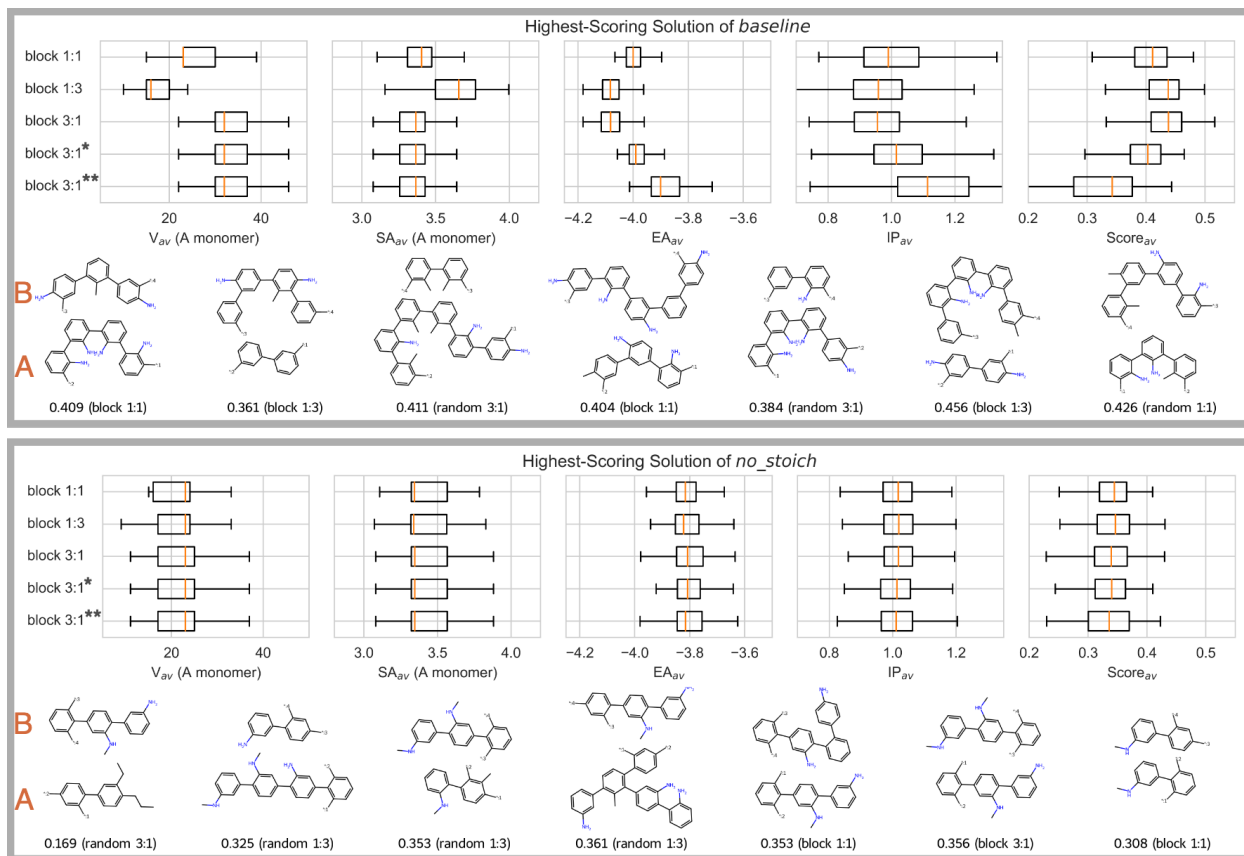 Highest-Scoring Solution of baseline
block 1:1
block 1:3
block 3:1
block 3:1*
block 3:1**
20 40
3.0 3.5 4.0
−4.2 −4.0 −3.8 −3.6
0.8 1.0 1.2
0.2 0.3 0.4 0.5
V_av (A monomer) SA_av (A monomer) EA_av IP_av Score_av
B
A
0.409 (block 1:1) 0.361 (block 1:3) 0.411 (random 3:1) 0.404 (block 1:1) 0.384 (random 3:1) 0.456 (block 1:3) 0.426 (random 1:1)
Highest-Scoring Solution of no_stoich
block 1:1
block 1:3
block 3:1
block 3:1*
block 3:1**
20 40
3.0 3.5 4.0
−4.2 −4.0 −3.8 −3.6
0.8 1.0 1.2
0.2 0.3 0.4 0.5
V_av (A monomer) SA_av (A monomer) EA_av IP_av Score_av
B
A
0.169 (random 3:1) 0.325 (random 1:3) 0.353 (random 1:3) 0.361 (random 1:3) 0.353 (block 1:1) 0.356 (block 3:1) 0.308 (block 1:1)